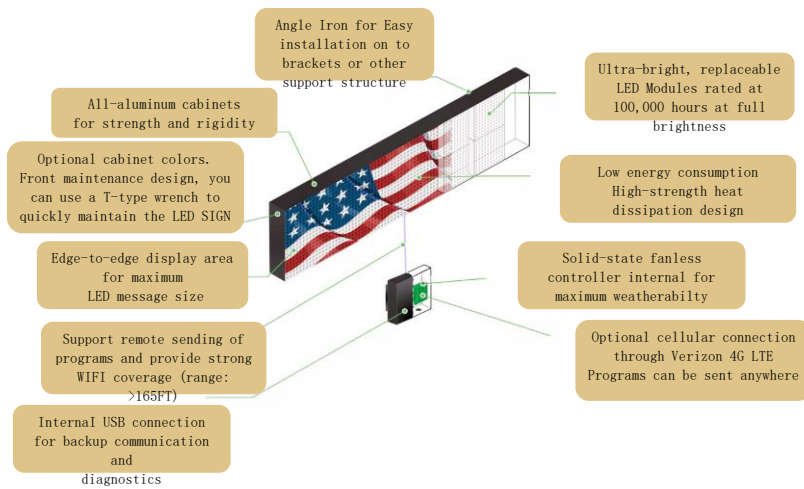 Angle Iron for Easy
installation on to
brackets or other
support structure
Ultra-bright, replaceable
LED Modules rated at
100,000 hours at full
brightness
All-aluminum cabinets
for strength and rigidity
Optional cabinet colors.
Front maintenance design, you
can use a T-type wrench to
quickly maintain the LED SIGN
Low energy consumption
High-strength heat
dissipation design
Edge-to-edge display area
for maximum
LED message size
Solid-state fanless
controller internal for
maximum weatherabilty
Support remote sending of
programs and provide strong
WIFI coverage (range:
>165FT)
Optional cellular connection
through Verizon 4G LTE
Programs can be sent anywhere
InternaI USB connection
for backup communication
and
diagnostics